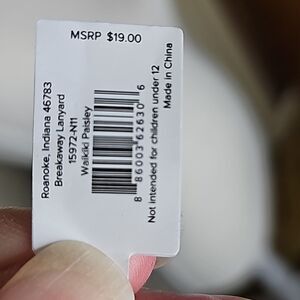 MSRP $19.00
Roanoke, Indiana 46783
Breakaway Lanyard
15972-N11
Waikiki Paisley
8 86003 62630 6
Not intended for children under 12
Made in China